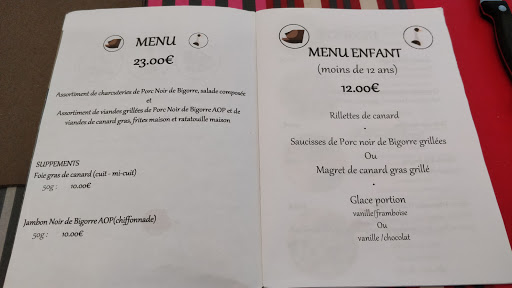 MENU
23.00€
Assortiment de charcuteries de Porc Noir de Bigorre, salade composée
et
Assortiment de viandes grillées de Porc Noir de Bigorre AOP et de
viandes de canard gras, frites maison et ratatouille maison
SUPPEMENTS
Foie gras de canard (cuit - mi-cuit)
50g : 10.00€
Jambon Noir de Bigorre AOP(chiffonnade)
50g : 10.00€
MENU ENFANT
(moins de 12 ans)
12.00€
Rillettes de canard
•
Saucisses de Porc noir de Bigorre grillées
Ou
Magret de canard gras grillé
•
Glace portion
vanille/framboise
Ou
vanille /chocolat